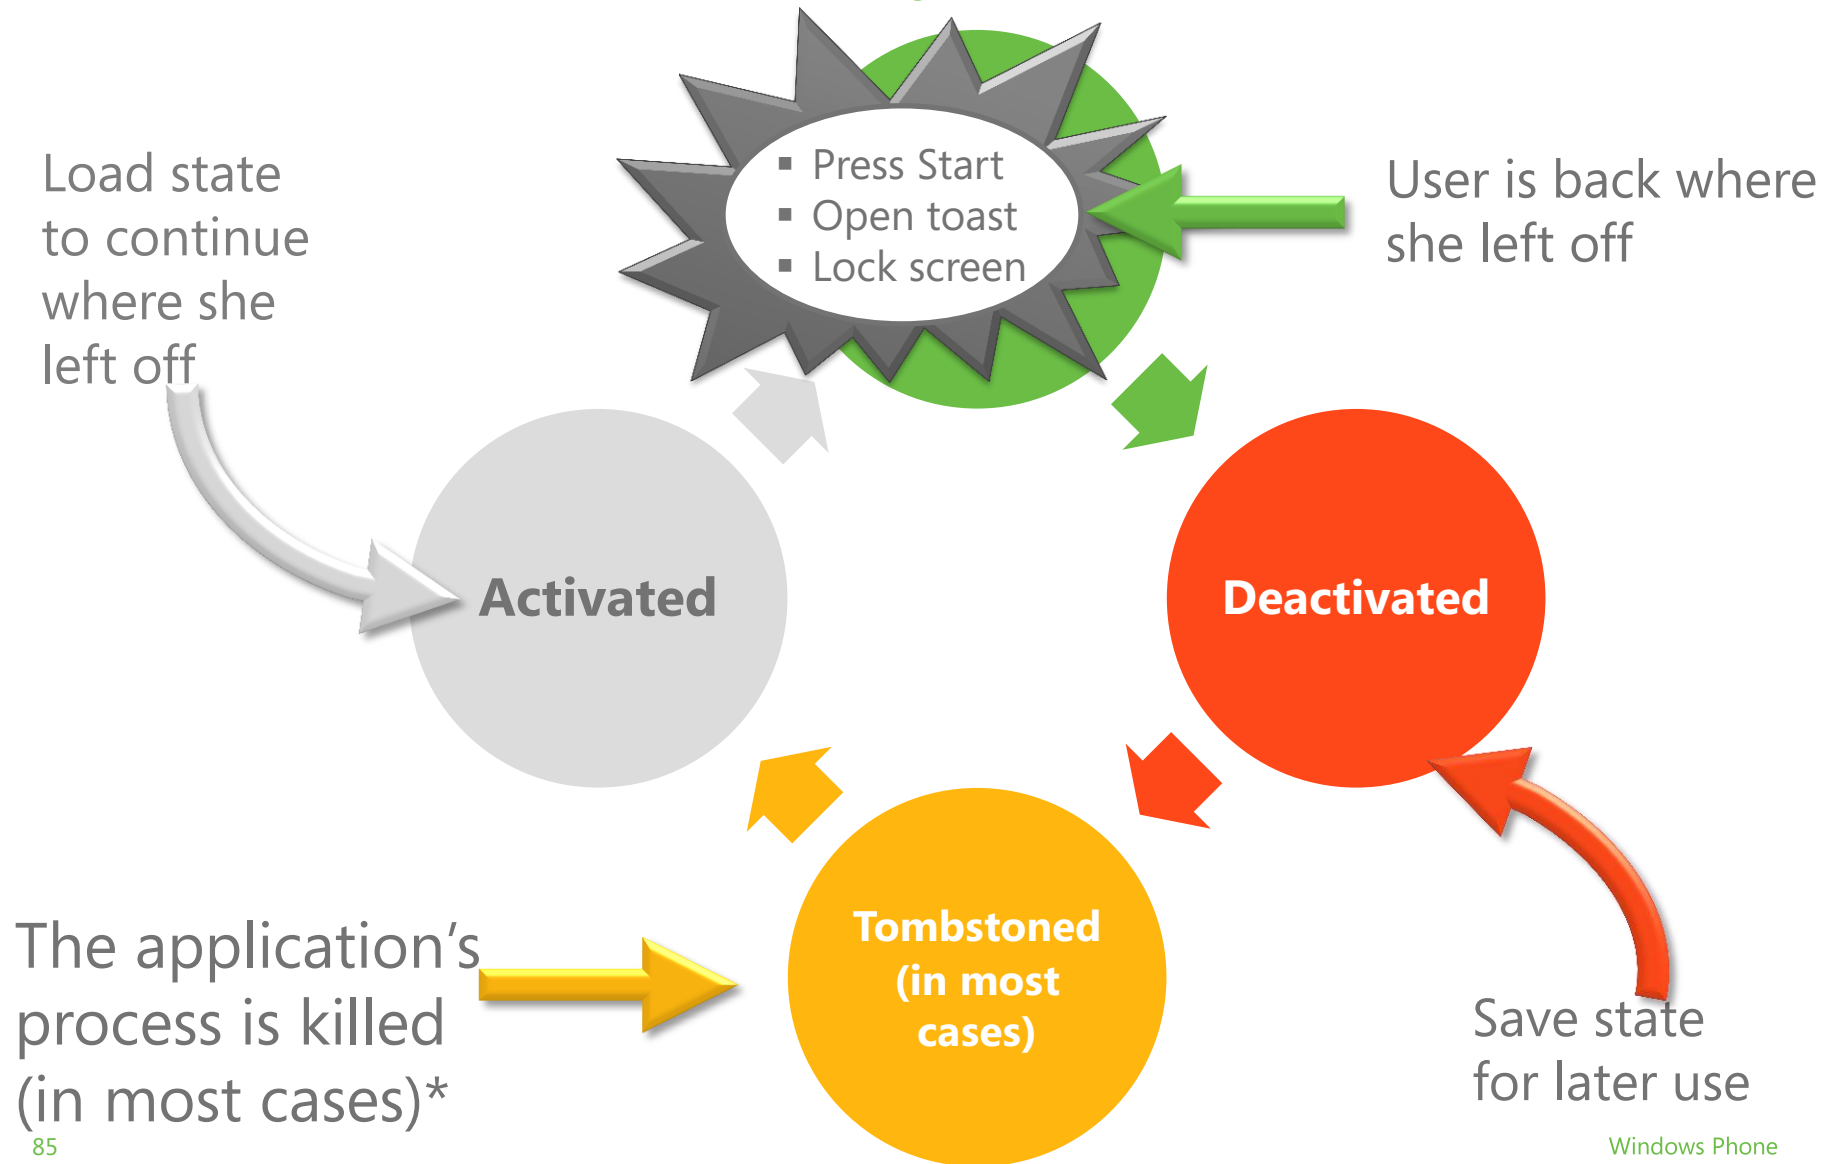 ▪ Press Start
▪ Open toast
▪ Lock screen
Load state
to continue
where she
left off
User is back where
she left off
Activated
Deactivated
Tombstoned
(in most
cases)
The application’s
process is killed
(in most cases)*
Save state
for later use
85
Windows Phone